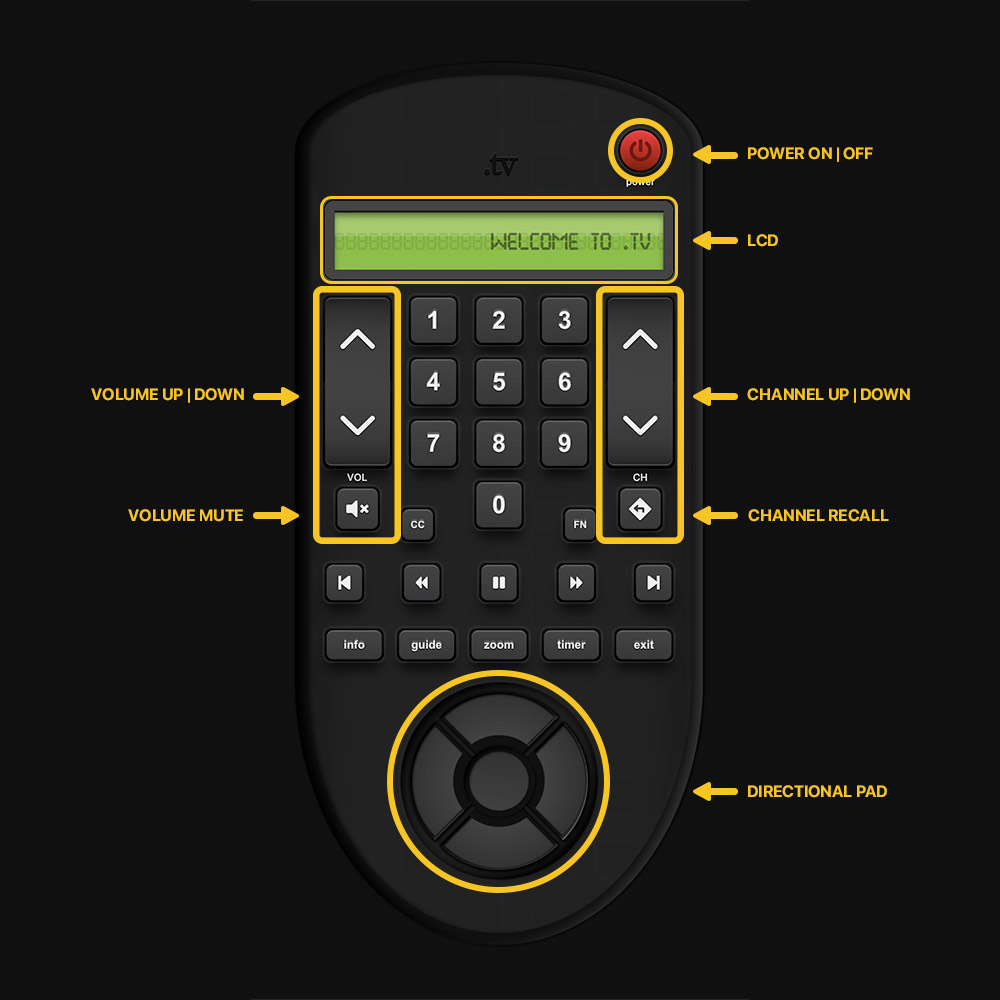 .tv
power
POWER ON | OFF
WELCOME TO .TV
LCD
1 2 3
4 5 6
VOLUME UP | DOWN
CHANNEL UP | DOWN
7 8 9
VOL
CH
0
VOLUME MUTE
CC
FN
CHANNEL RECALL
info guide zoom timer exit
DIRECTIONAL PAD